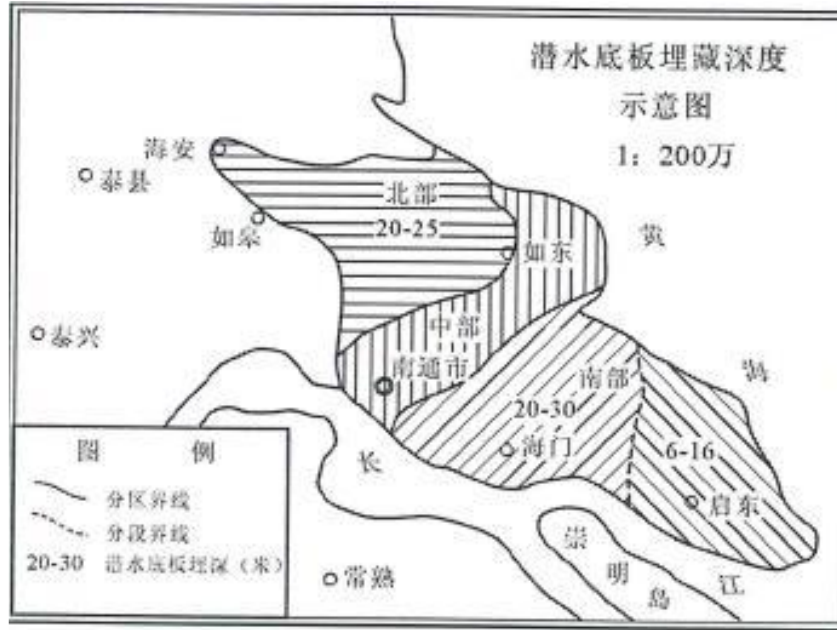 潜水底板埋藏深度
示意图
1：200万
海安
泰县
北部
20-25
如皋
如东
黄
泰兴
中部
南通市
海
南部
20-30
6-16
海门
启东
长
江
崇
明
岛
常熟
图 例
分区界线
分段界线
20-30 潜水底板埋深（米）